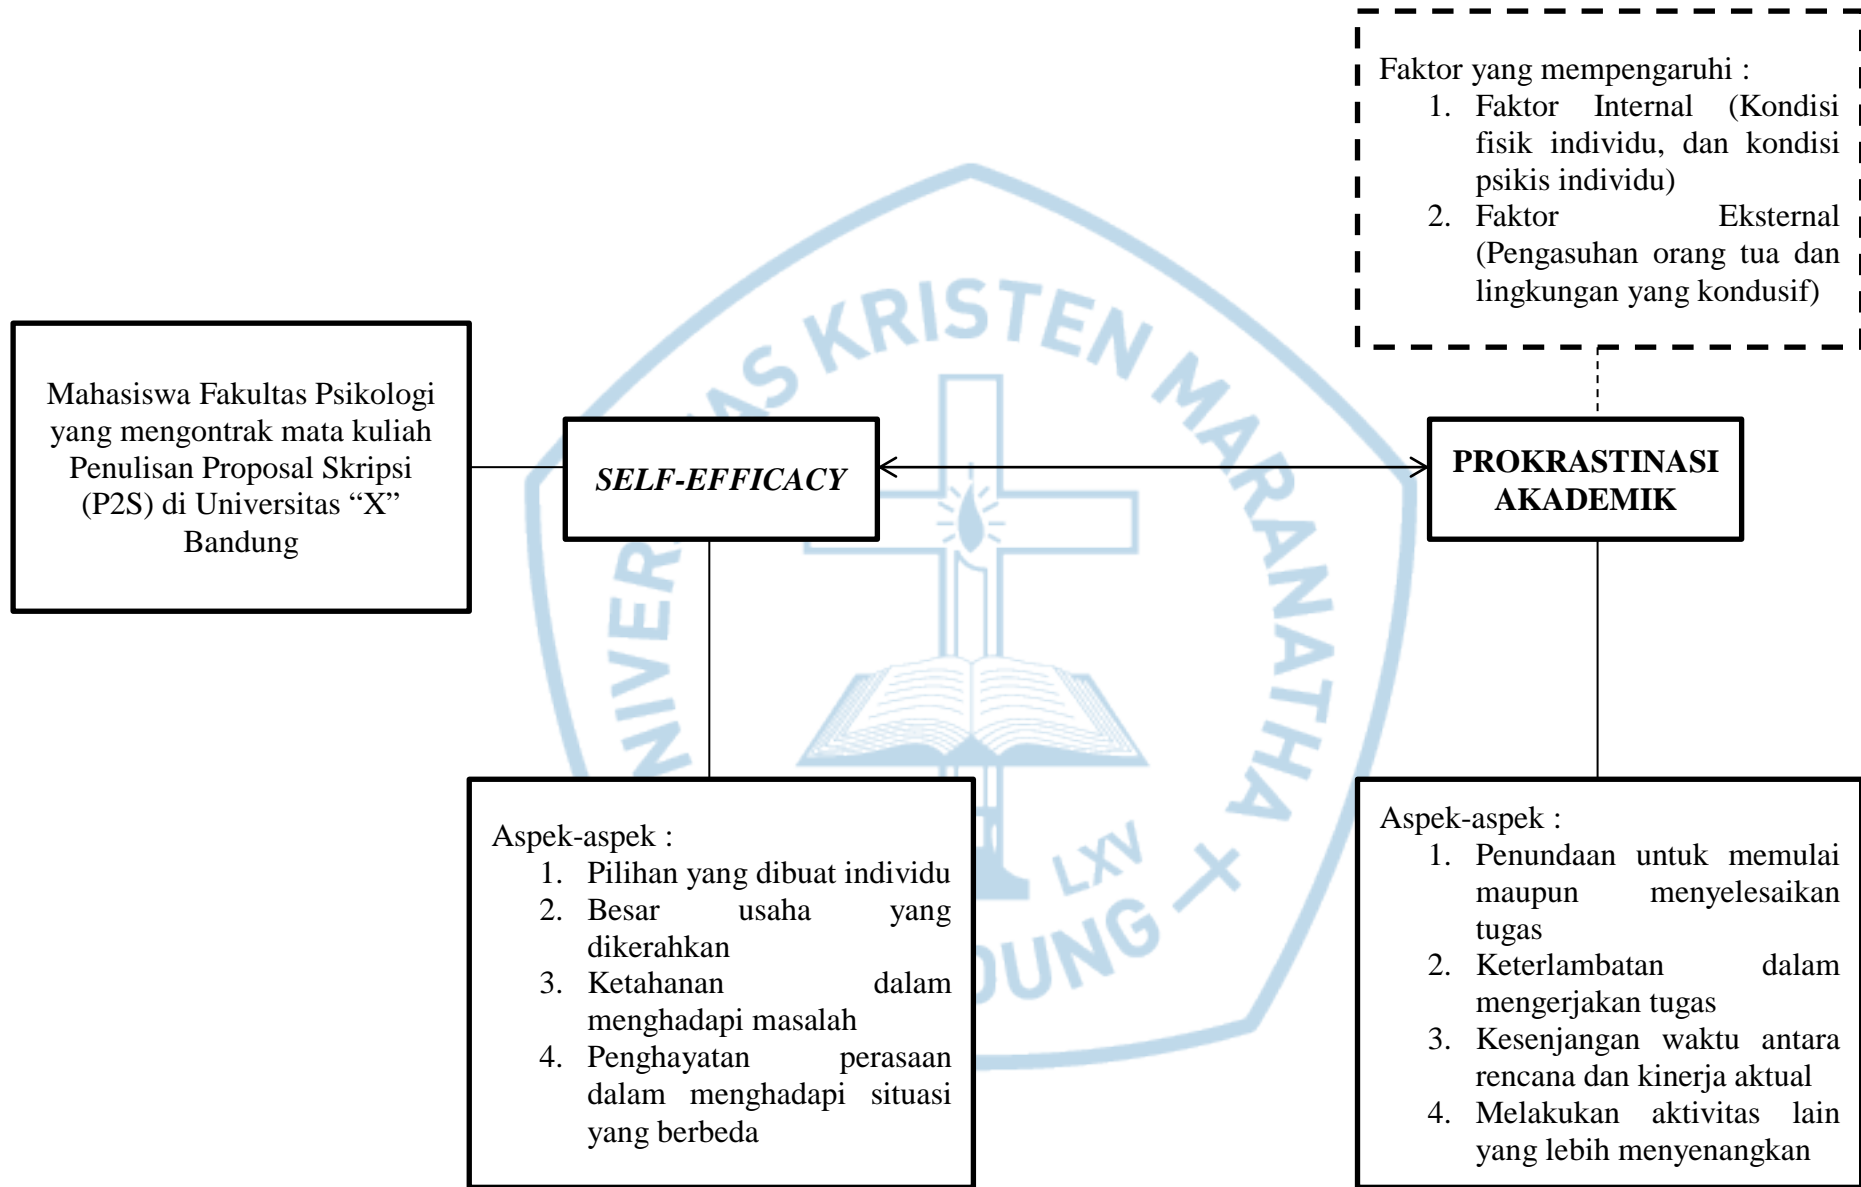 Faktor yang mempengaruhi :
1. Faktor Internal (Kondisi
fisik individu, dan kondisi
psikis individu)
2. Faktor Eksternal
(Pengasuhan orang tua dan
lingkungan yang kondusif)
Mahasiswa Fakultas Psikologi
yang mengontrak mata kuliah
Penulisan Proposal Skripsi
(P2S) di Universitas “X”
Bandung
SELF-EFFICACY
PROKRASTINASI
AKADEMIK
Aspek-aspek :
1. Pilihan yang dibuat individu
2. Besar usaha yang
dikerahkan
3. Ketahanan dalam
menghadapi masalah
4. Penghayatan perasaan
dalam menghadapi situasi
yang berbeda
Aspek-aspek :
1. Penundaan untuk memulai
maupun menyelesaikan
tugas
2. Keterlambatan dalam
mengerjakan tugas
3. Kesenjangan waktu antara
rencana dan kinerja aktual
4. Melakukan aktivitas lain
yang lebih menyenangkan
KRISTEN MARANATHA
LXV